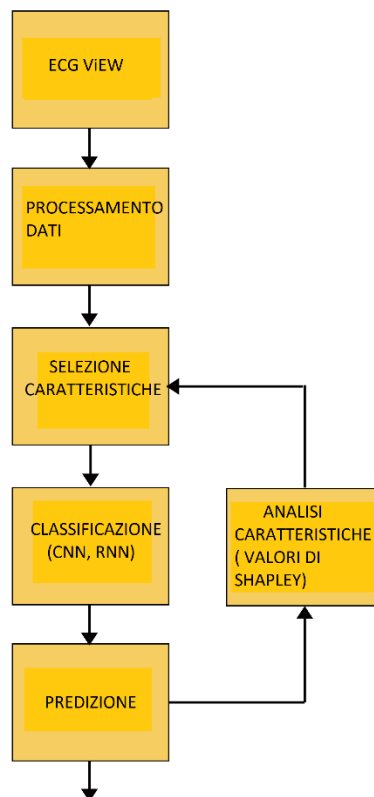 ECG ViEW
PROCESSAMENTO
DATI
SELEZIONE
CARATTERISTICHE
CLASSIFICAZIONE
(CNN, RNN)
ANALISI
CARATTERISTICHE
( VALORI DI
SHAPLEY)
PREDIZIONE